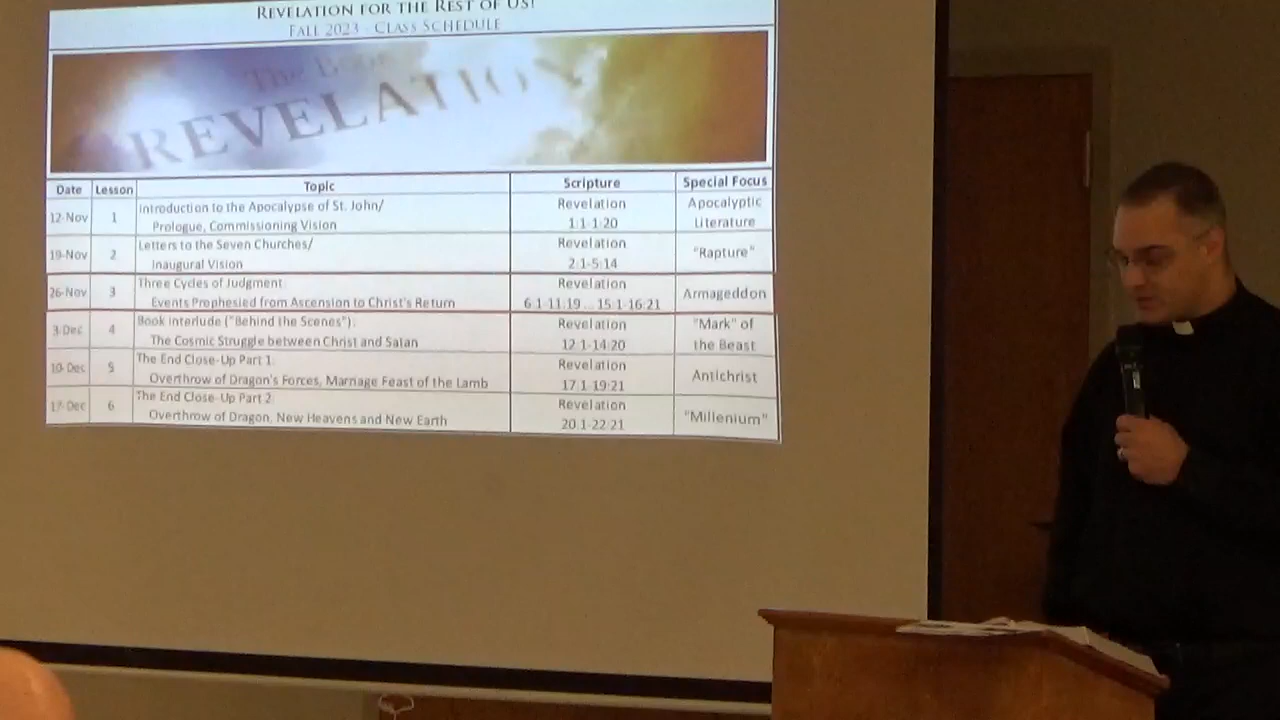 REVELATION FOR THE REST OF US!
FALL 2023 - CLASS SCHEDULE
The Book
REVELATION
Date Lesson Topic Scripture Special Focus
12-Nov 1 Introduction to the Apocalypse of St. John/ Revelation Apocalyptic
Prologue, Commissioning Vision 1:1-1:20 Literature
19-Nov 2 Letters to the Seven Churches/ Revelation "Rapture"
Inaugural Vision 2:1-5:14
26-Nov 3 Three Cycles of Judgment: Revelation Armageddon
Events Prophesied from Ascension to Christ's Return 6:1-11:19 ... 15:1-16:21
3-Dec 4 Book Interlude ("Behind the Scenes"): Revelation "Mark" of
The Cosmic Struggle between Christ and Satan 12:1-14:20 the Beast
10-Dec 5 The End Close-Up Part 1: Revelation Antichrist
Overthrow of Dragon's Forces, Marriage Feast of the Lamb 17:1-19:21
17-Dec 6 The End Close-Up Part 2: Revelation "Millenium"
Overthrow of Dragon, New Heavens and New Earth 20:1-22:21